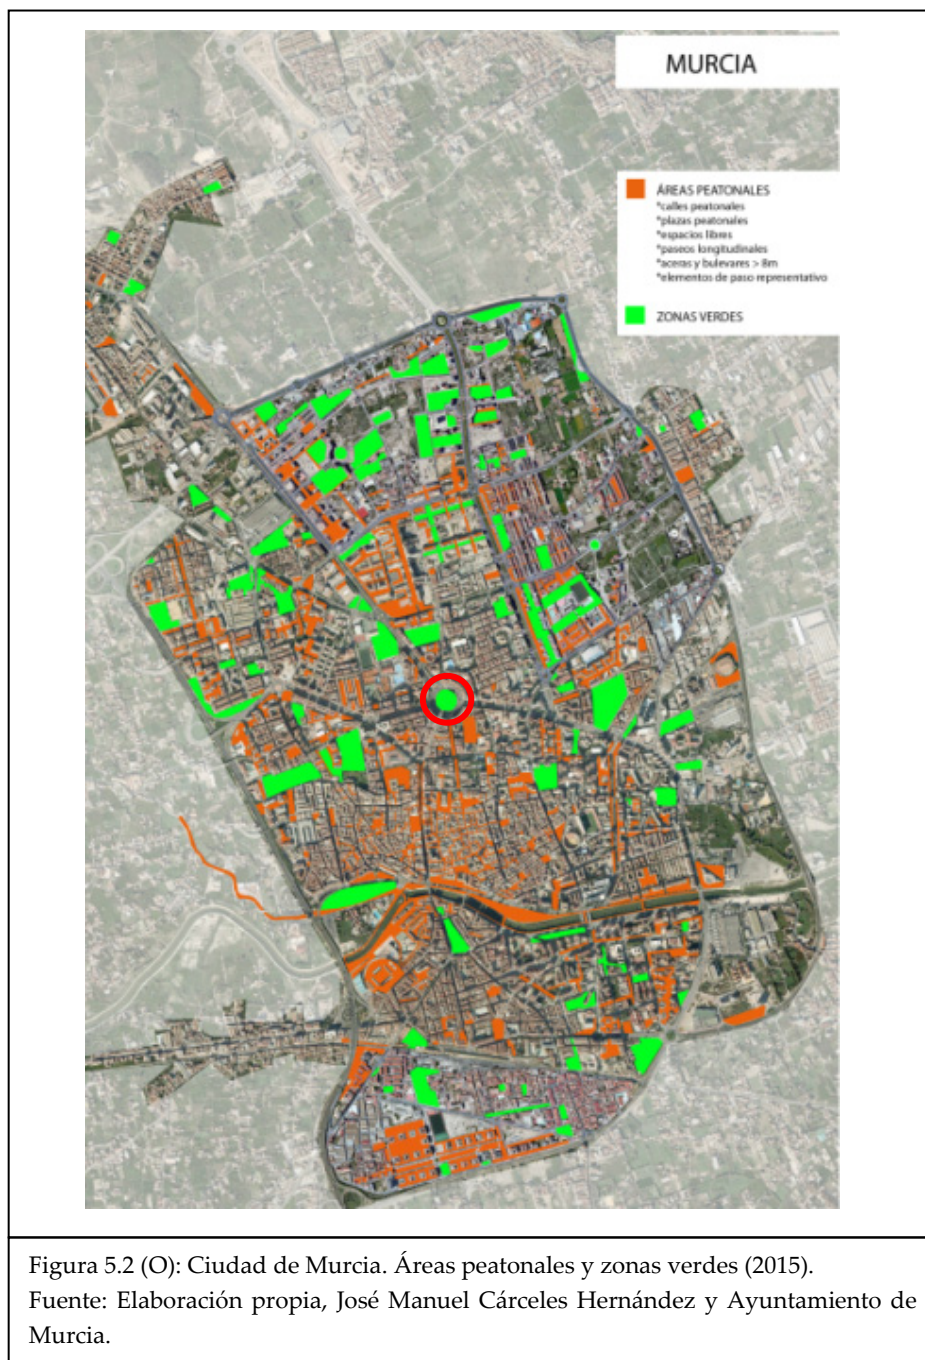 MURCIA
ÁREAS PEATONALES
*calles peatonales
*plazas peatonales
*espacios libres
*paseos longitudinales
*aceras y bulevares > 8m
*elementos de paso representativo
ZONAS VERDES
Figura 5.2 (O): Ciudad de Murcia. Áreas peatonales y zonas verdes (2015).
Fuente: Elaboración propia, José Manuel Cárceles Hernández y Ayuntamiento de
Murcia.